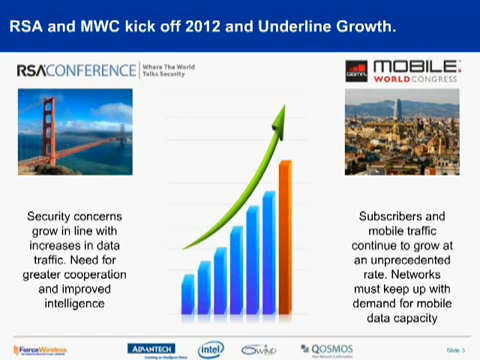 RSA and MWC kick off 2012 and Underline Growth.
RSACONFERENCE
Where The World
Talks Security
GSMA
MOBILE
WORLD CONGRESS
Security concerns
grow in line with
increases in data
traffic. Need for
greater cooperation
and improved
intelligence
Subscribers and
mobile traffic
continue to grow at
an unprecedented
rate. Networks
must keep up with
demand for mobile
data capacity
FierceWireless
ADVANTECH
intel
6WIND
QOSMOS
Slide 3